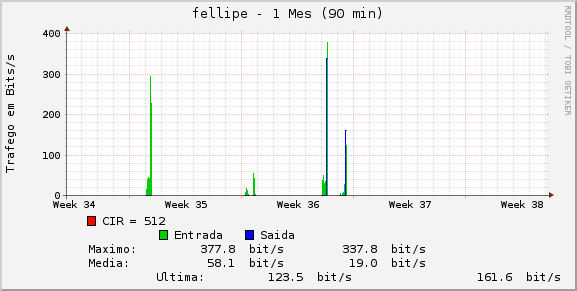 fellipe - 1 Mes (90 min)
RRDTOOL / TOBI OETIKER
Trafego em Bits/s
400
300
200
100
0
Week 34 Week 35 Week 36 Week 37 Week 38
CIR = 512
Entrada Saida
Maximo: 377.8 bit/s 337.8 bit/s
Media: 58.1 bit/s 19.0 bit/s
Ultima: 123.5 bit/s 161.6 bit/s